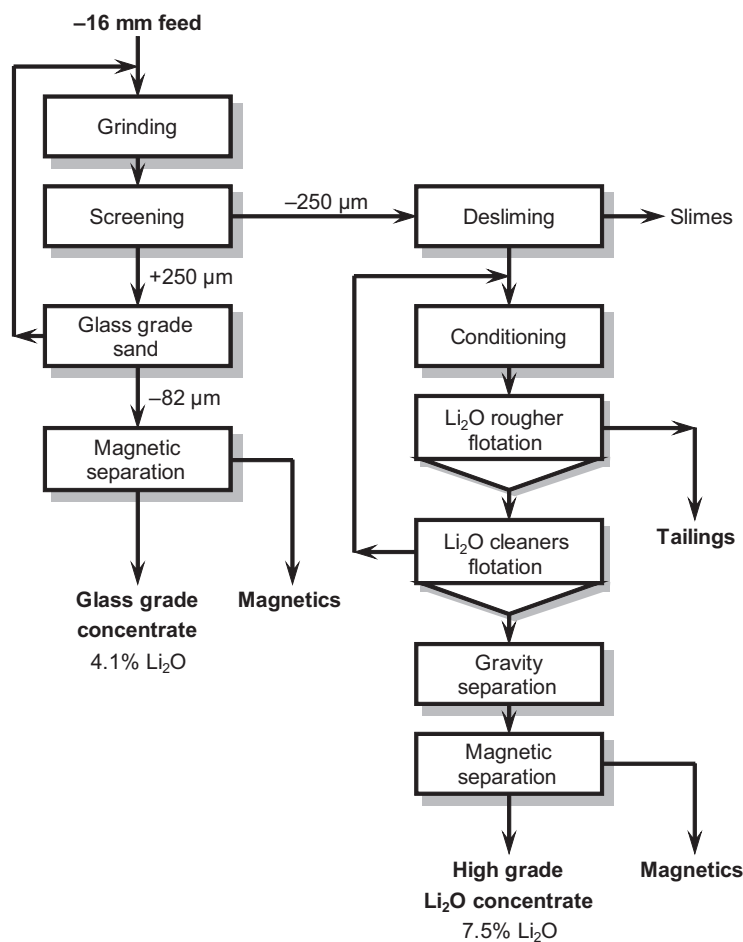 –16 mm feed
Grinding
Screening
–250 µm
Desliming
Slimes
+250 µm
Glass grade
sand
Conditioning
–82 µm
Li₂O rougher
flotation
Magnetic
separation
Tailings
Li₂O cleaners
flotation
Glass grade
concentrate
4.1% Li₂O
Magnetics
Gravity
separation
Magnetic
separation
High grade
Li₂O concentrate
7.5% Li₂O
Magnetics